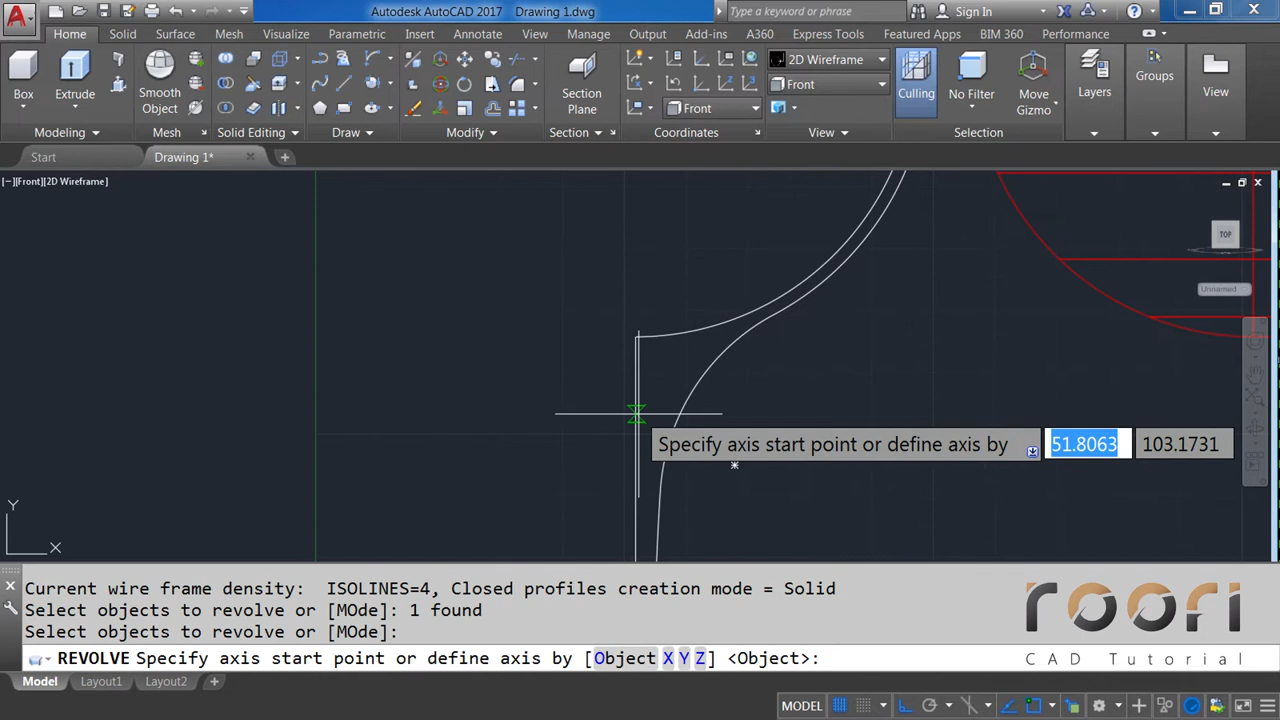 Autodesk AutoCAD 2017 Drawing 1.dwg
Type a keyword or phrase
Sign In
Home Solid Surface Mesh Visualize Parametric Insert Annotate View Manage Output Add-ins A360 Express Tools Featured Apps BIM 360 Performance
Box
Extrude
Smooth
Object
Section
Plane
Front
2D Wireframe
Front
Culling
No Filter
Move
Gizmo
Layers
Groups
View
Modeling Mesh Solid Editing Draw Modify Section Coordinates View Selection
Start Drawing 1*
[−][Front][2D Wireframe]
TOP
Unnamed
Specify axis start point or define axis by 51.8063 103.1731
Y
X
Current wire frame density: ISOLINES=4, Closed profiles creation mode = Solid
Select objects to revolve or [MOde]: 1 found
Select objects to revolve or [MOde]:
REVOLVE Specify axis start point or define axis by [Object X Y Z] <Object>:
roofi
CAD Tutorial
Model Layout1 Layout2
MODEL